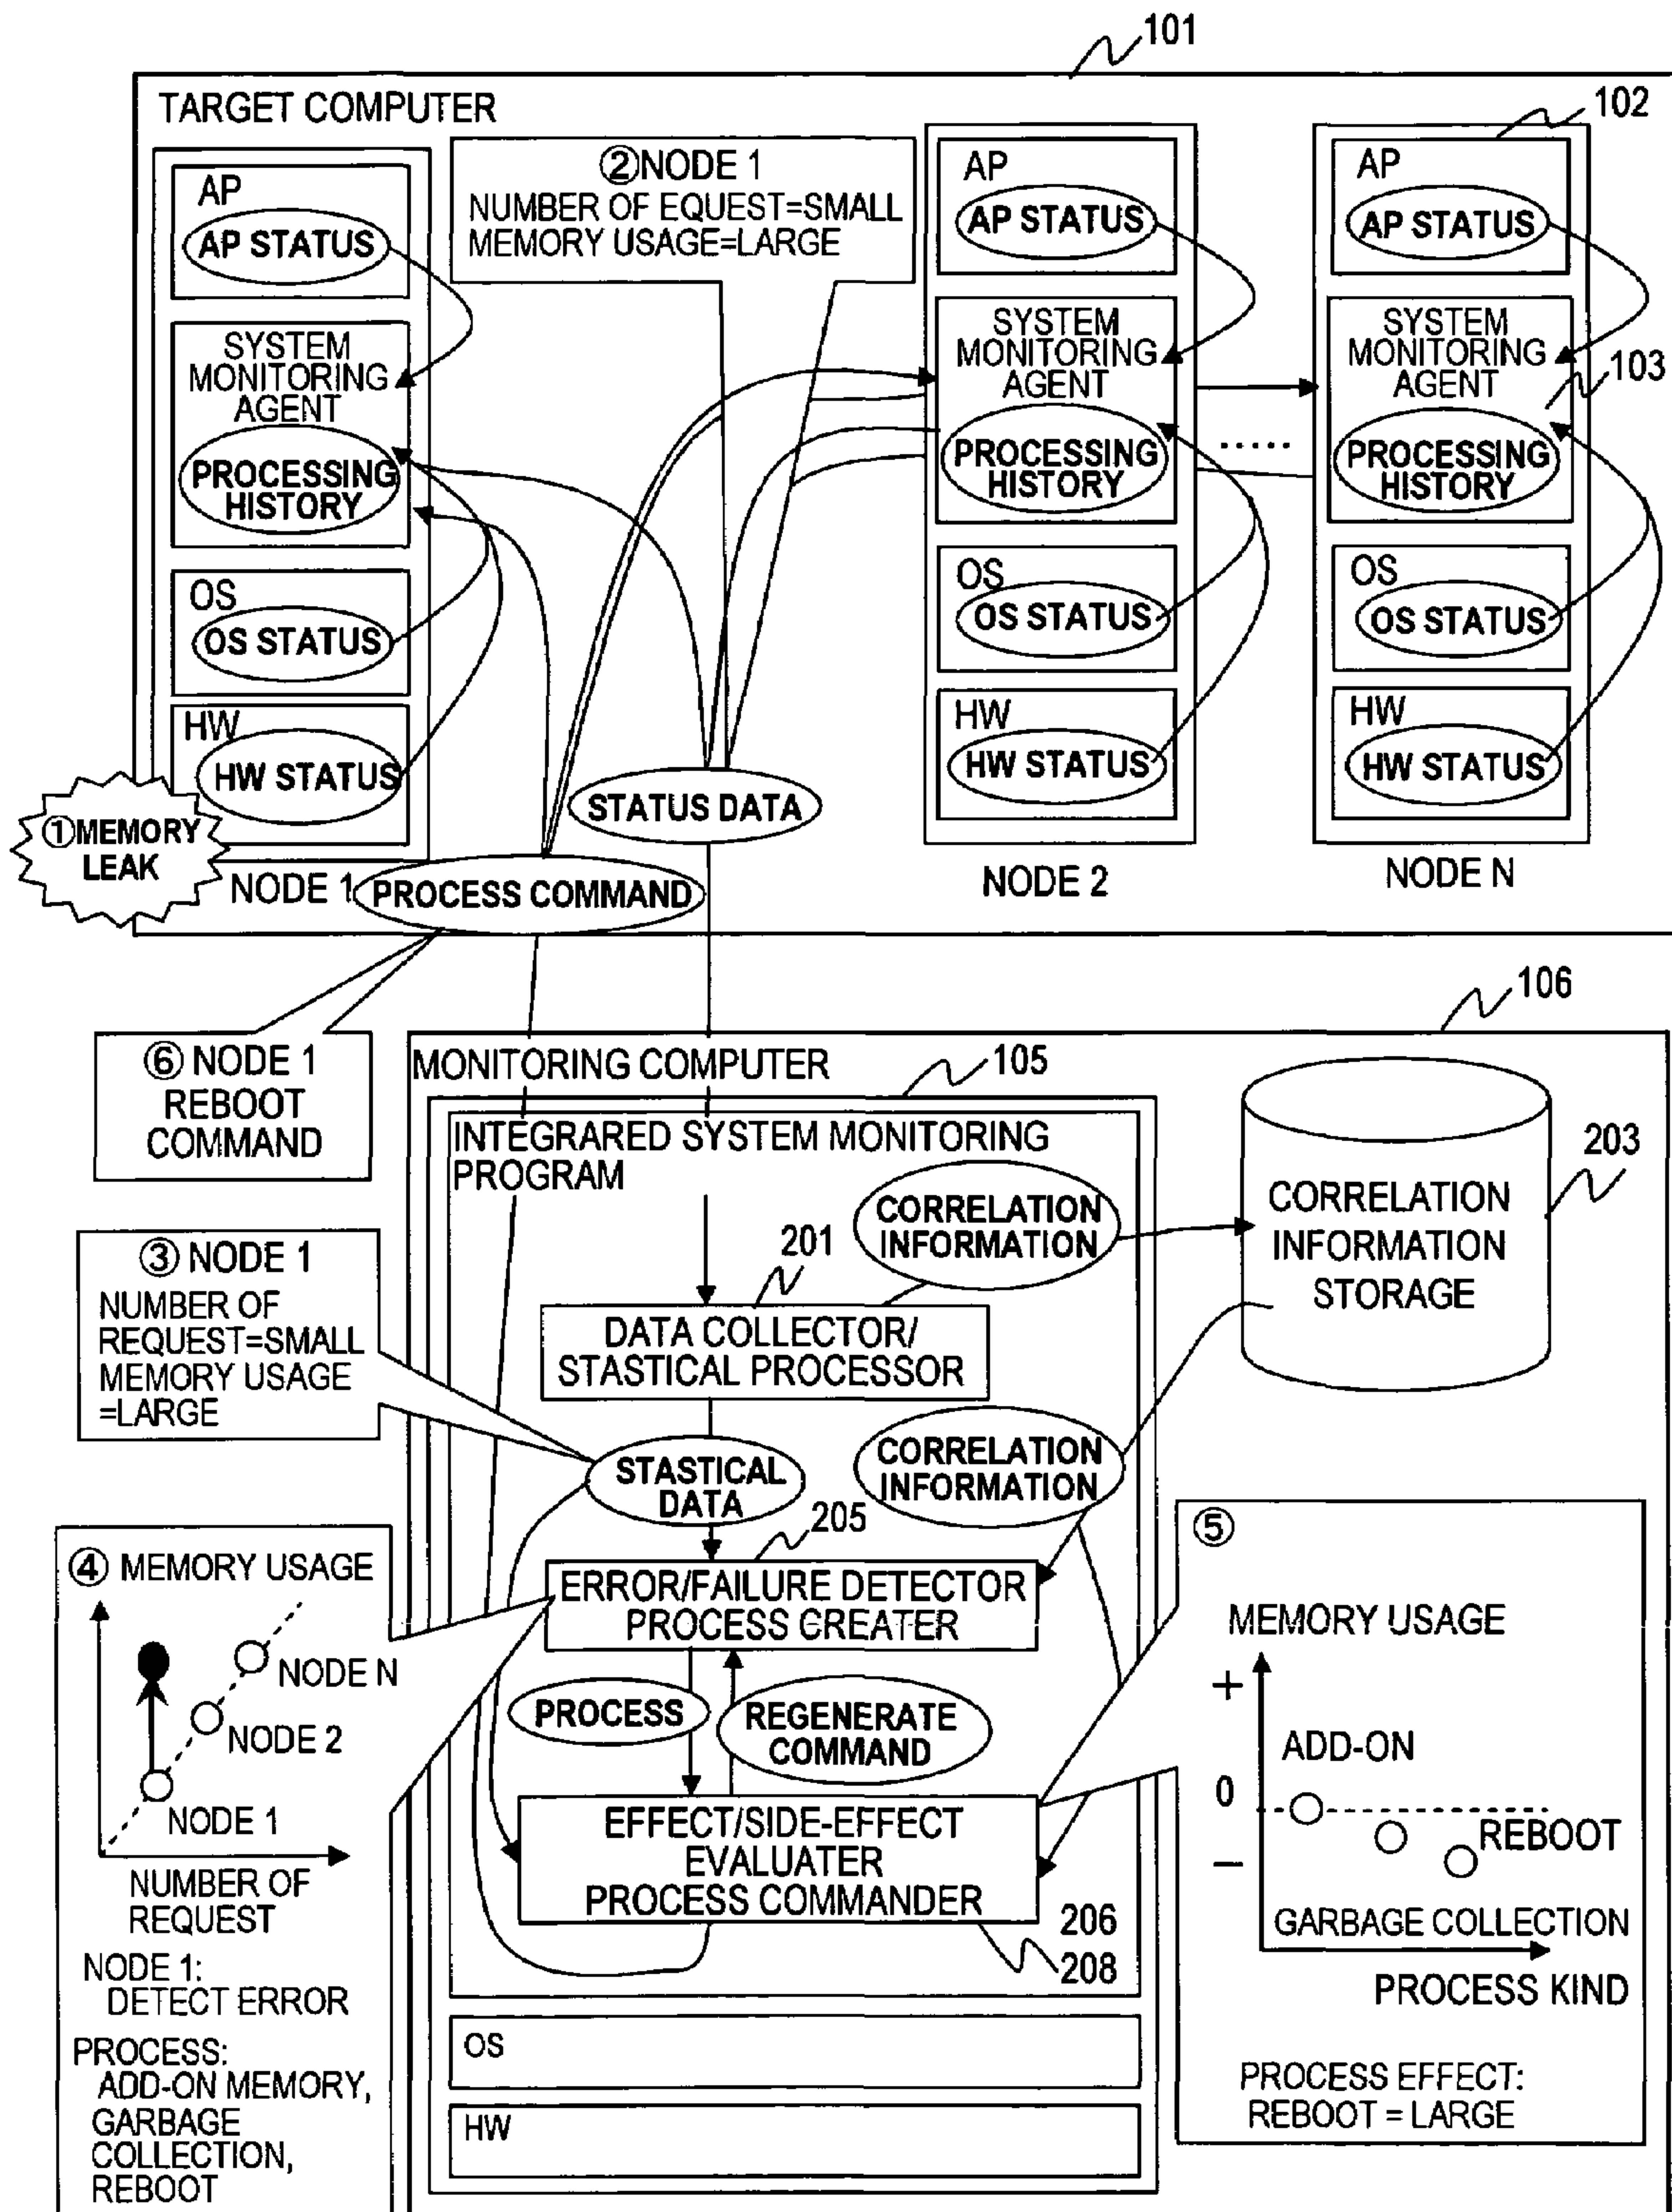 101
TARGET COMPUTER
102
②NODE 1
NUMBER OF EQUEST=SMALL
MEMORY USAGE=LARGE
AP
AP STATUS
SYSTEM
MONITORING
AGENT
PROCESSING
HISTORY
OS
OS STATUS
HW
HW STATUS
①MEMORY
LEAK
NODE 1
AP
AP STATUS
SYSTEM
MONITORING
AGENT
PROCESSING
HISTORY
OS
OS STATUS
HW
HW STATUS
NODE 2
.....
AP
AP STATUS
SYSTEM
MONITORING
AGENT
103
PROCESSING
HISTORY
OS
OS STATUS
HW
HW STATUS
NODE N
STATUS DATA
PROCESS COMMAND
106
⑥ NODE 1
REBOOT
COMMAND
MONITORING COMPUTER
105
INTEGRARED SYSTEM MONITORING
PROGRAM
CORRELATION
INFORMATION
203
CORRELATION
INFORMATION
STORAGE
201
③ NODE 1
NUMBER OF
REQUEST=SMALL
MEMORY USAGE
=LARGE
DATA COLLECTOR/
STASTICAL PROCESSOR
STASTICAL
DATA
CORRELATION
INFORMATION
205
ERROR/FAILURE DETECTOR
PROCESS CREATER
PROCESS
REGENERATE
COMMAND
EFFECT/SIDE-EFFECT
EVALUATER
PROCESS COMMANDER
206
208
OS
HW
④ MEMORY USAGE
NODE N
NODE 2
NODE 1
NUMBER OF
REQUEST
NODE 1:
DETECT ERROR
PROCESS:
ADD-ON MEMORY,
GARBAGE
COLLECTION,
REBOOT
⑤
MEMORY USAGE
+
ADD-ON
0
REBOOT
−
GARBAGE COLLECTION
PROCESS KIND
PROCESS EFFECT:
REBOOT = LARGE